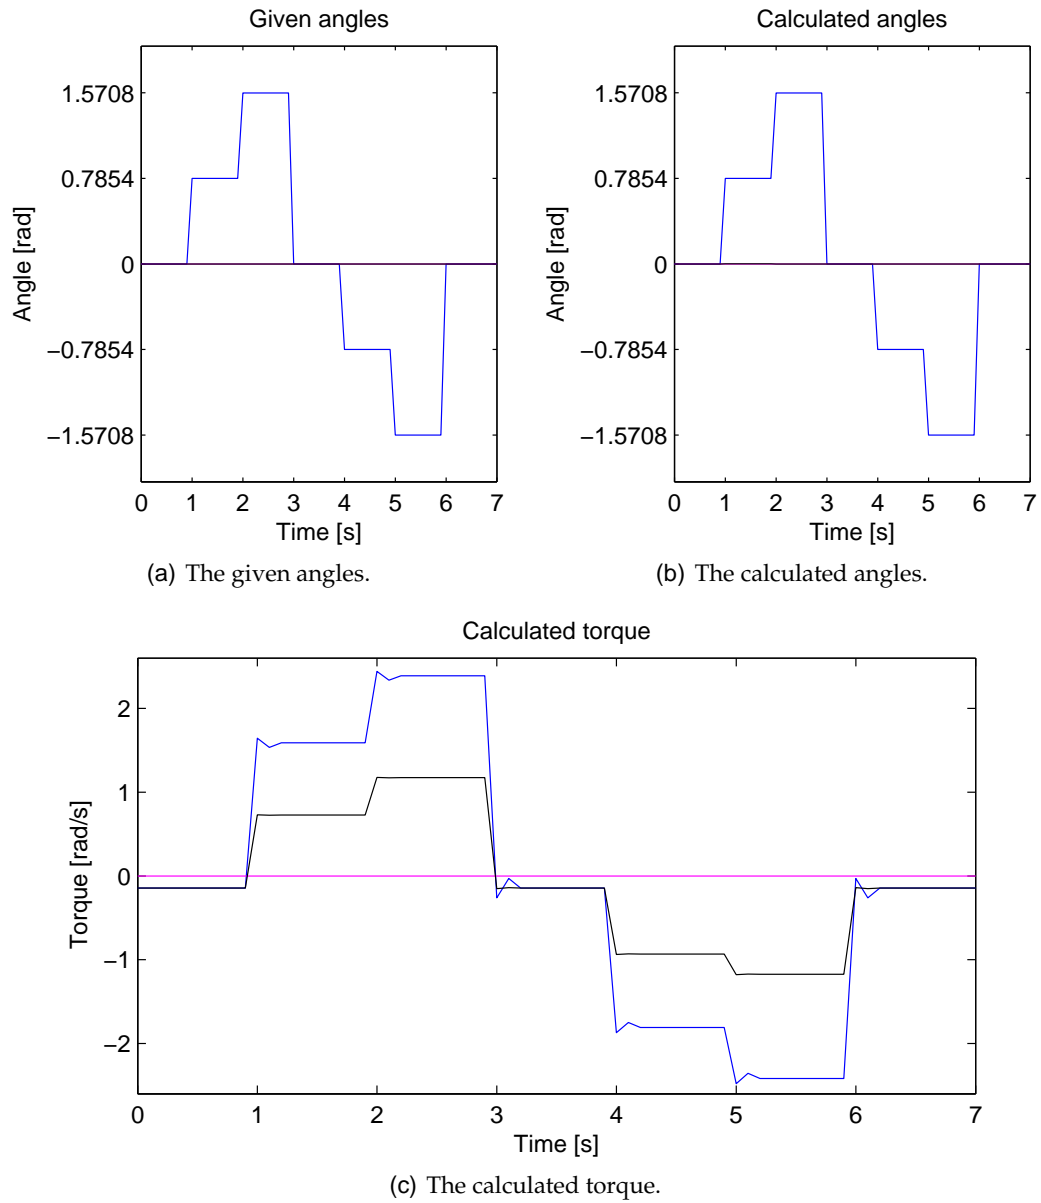 Given angles
Calculated angles
1.5708
0.7854
0
−0.7854
−1.5708
Angle [rad]
0 1 2 3 4 5 6 7
Time [s]
1.5708
0.7854
0
−0.7854
−1.5708
Angle [rad]
0 1 2 3 4 5 6 7
Time [s]
(a) The given angles.
(b) The calculated angles.
Calculated torque
2
1
0
−1
−2
Torque [rad/s]
0 1 2 3 4 5 6 7
Time [s]
(c) The calculated torque.